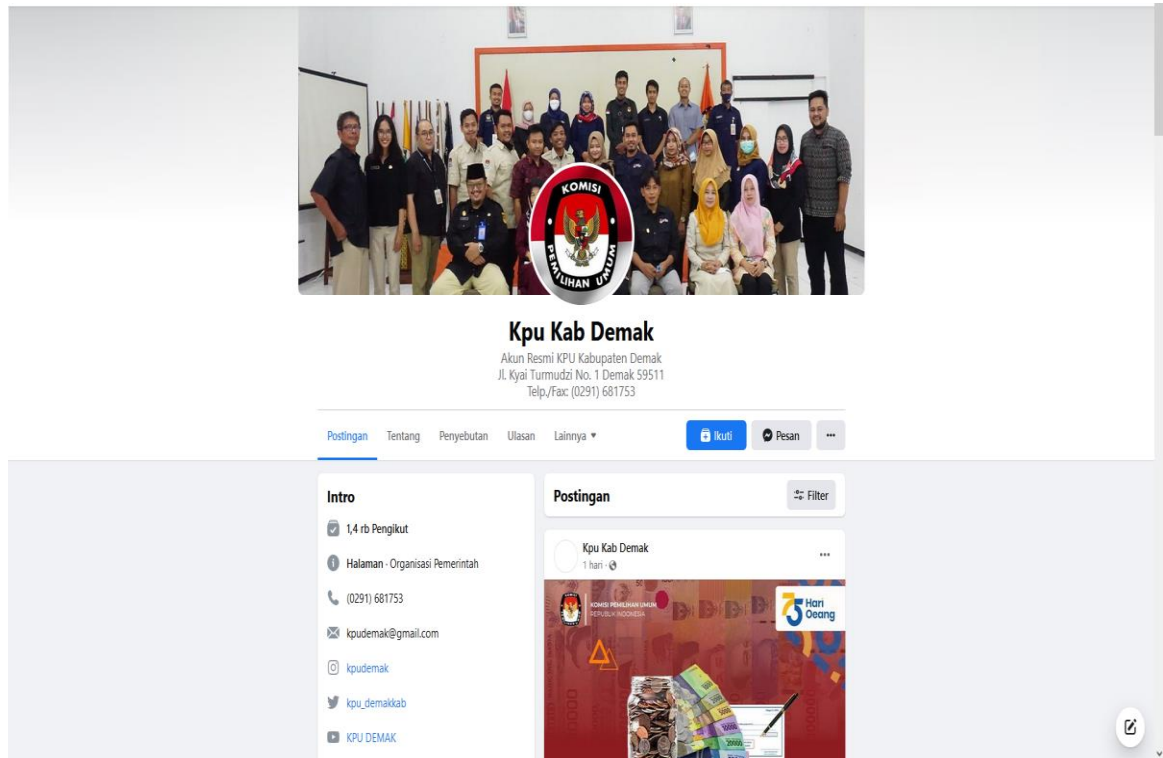 KOMISI
PEMILIHAN UMUM
Kpu Kab Demak
Akun Resmi KPU Kabupaten Demak
Jl. Kyai Turmudzi No. 1 Demak 59511
Telp./Fax: (0291) 681753
Postingan Tentang Penyebutan Ulasan Lainnya
Ikuti Pesan
Intro
1,4 rb Pengikut
Halaman · Organisasi Pemerintah
(0291) 681753
kpudemak@gmail.com
kpudemak
kpu_demakkab
KPU DEMAK
Postingan
Filter
Kpu Kab Demak
1 hari ·
KOMISI PEMILIHAN UMUM
REPUBLIK INDONESIA
75 Hari
Oeang